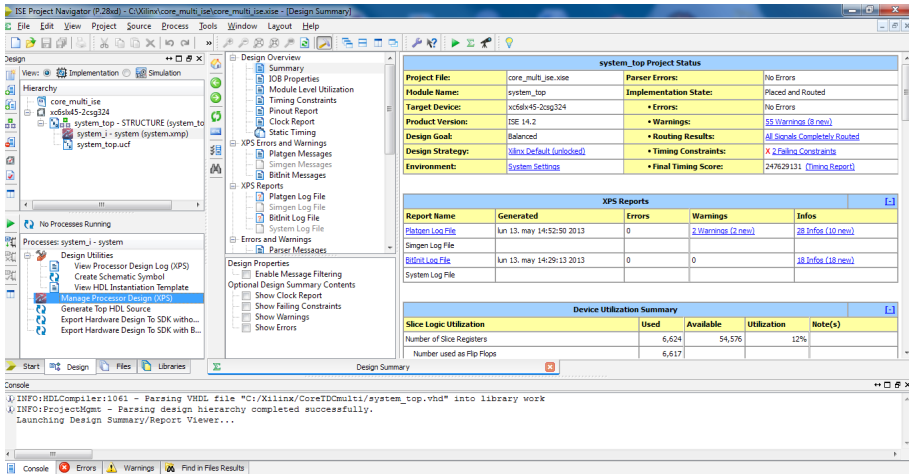 ISE Project Navigator (P.28xd) - C:\Xilinx\core_multi_ise\core_multi_ise.xise - [Design Summary]
File Edit View Project Source Process Tools Window Layout Help
Design
View: Implementation Simulation
Hierarchy
core_multi_ise
xc6slx45-2csg324
system_top - STRUCTURE (system_to
system_i - system (system.xmp)
system_top.ucf
No Processes Running
Processes: system_i - system
Design Utilities
View Processor Design Log (XPS)
Create Schematic Symbol
View HDL Instantiation Template
Manage Processor Design (XPS)
Generate Top HDL Source
Export Hardware Design To SDK witho...
Export Hardware Design To SDK with B...
Start Design Files Libraries
Design Overview
Summary
IOB Properties
Module Level Utilization
Timing Constraints
Pinout Report
Clock Report
Static Timing
XPS Errors and Warnings
Platgen Messages
Simgen Messages
BitInit Messages
XPS Reports
Platgen Log File
Simgen Log File
BitInit Log File
System Log File
Errors and Warnings
Parser Messages
Design Properties
Enable Message Filtering
Optional Design Summary Contents
Show Clock Report
Show Failing Constraints
Show Warnings
Show Errors
Design Summary
system_top Project Status
Project File: core_multi_ise.xise Parser Errors: No Errors
Module Name: system_top Implementation State: Placed and Routed
Target Device: xc6slx45-2csg324 • Errors: No Errors
Product Version: ISE 14.2 • Warnings: 55 Warnings (8 new)
Design Goal: Balanced • Routing Results: All Signals Completely Routed
Design Strategy: Xilinx Default (unlocked) • Timing Constraints: X 2 Failing Constraints
Environment: System Settings • Final Timing Score: 247629131 (Timing Report)
XPS Reports [-]
Report Name Generated Errors Warnings Infos
Platgen Log File lun 13. may 14:52:50 2013 0 2 Warnings (2 new) 28 Infos (10 new)
Simgen Log File
BitInit Log File lun 13. may 14:29:13 2013 0 0 18 Infos (18 new)
System Log File
Device Utilization Summary [-]
Slice Logic Utilization Used Available Utilization Note(s)
Number of Slice Registers 6,624 54,576 12%
Number used as Flip Flops 6,617
Console
INFO:HDLCompiler:1061 - Parsing VHDL file "C:/Xilinx/CoreTDCmulti/system_top.vhd" into library work
INFO:ProjectMgmt - Parsing design hierarchy completed successfully.
Launching Design Summary/Report Viewer...
Console Errors Warnings Find in Files Results